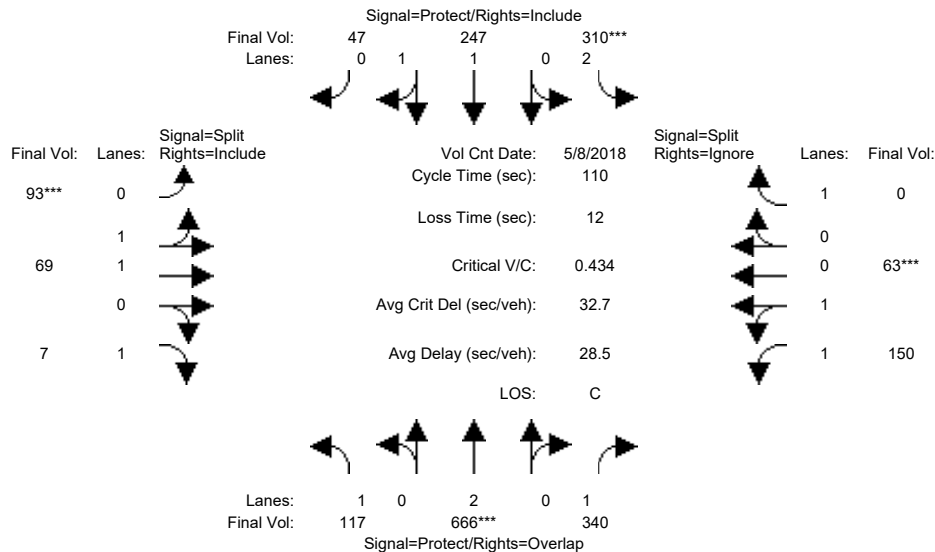 Signal=Protect/Rights=Include
Final Vol: 47 247 310***
Lanes: 0 1 1 0 2
Signal=Split
Final Vol: Lanes: Rights=Include
Vol Cnt Date: 5/8/2018
Signal=Split
Rights=Ignore Lanes: Final Vol:
Cycle Time (sec): 110
93*** 0
1 0
Loss Time (sec): 12
1
0
69 1
Critical V/C: 0.434
0 63***
0
Avg Crit Del (sec/veh): 32.7
1
7 1
Avg Delay (sec/veh): 28.5
1 150
LOS: C
Lanes: 1 0 2 0 1
Final Vol: 117 666*** 340
Signal=Protect/Rights=Overlap